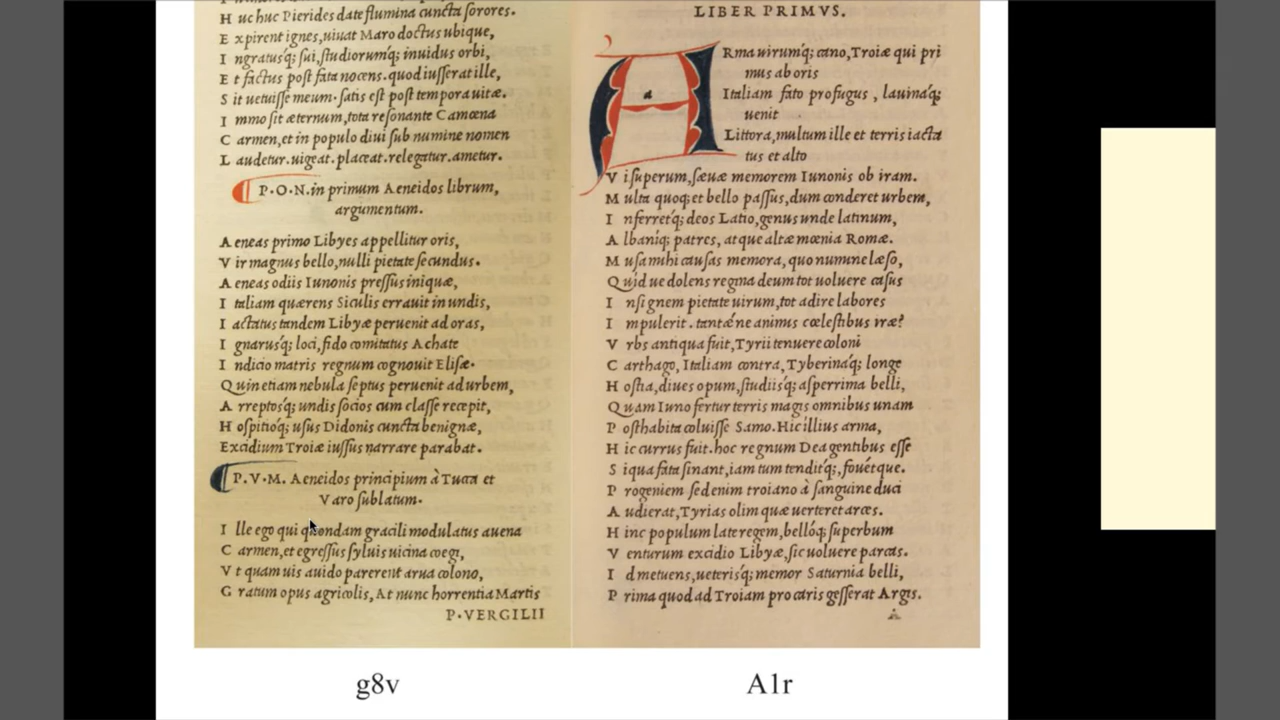 H uc huc Pierides date flumina cuncta sorores.
E xpirent ignes, uiuat Maro doctus ubique,
I ngratusq; sui, studiorumq; inuidus orbi,
E t factus post fata nocens. quod iusserat ille,
S it uetuisse meum. satis est post tempora uitæ.
I mmo sit æternum, tota resonante Camœna
C armen, et in populo diui sub numine nomen
L audetur. uigeat. placeat. relegatur. ametur.
P. O. N. in primum Aeneidos librum,
argumentum.
A eneas primo Libyes appellitur oris,
V ir magnus bello, nulli pietate secundus.
A eneas odiis Iunonis pressus iniquæ,
I taliam quærens Siculis errauit in undis,
I actatus tandem Libyæ peruenit ad oras,
I gnarusq; loci, fido comitatus Achate
I ndicio matris regnum cognouit Elisæ.
Q uin etiam nebula septus peruenit ad urbem,
A rreptosq; undis socios cum classe recepit,
H ospitioq; usus Didonis cuncta benignæ,
Excidium Troiæ iussus narrare parabat.
P. V. M. Aeneidos principium à Tucca et
Varo sublatum.
I lle ego qui quondam gracili modulatus auena
C armen, et egressus syluis uicina coegi,
V t quamuis auido parerent arua colono,
G ratum opus agricolis, At nunc horrentia Martis
P. VERGILII
g8v
LIBER PRIMVS.
A Rma uirumq; cano, Troiæ qui pri
mus ab oris
Italiam fato profugus , lauinaq;
uenit
Littora, multum ille et terris iacta
tus et alto
V i superum, sæuæ memorem Iunonis ob iram.
M ulta quoq; et bello passus, dum conderet urbem,
I nferretq; deos Latio, genus unde latinum,
A lbaniq; patres, atque altæ mœnia Romæ.
M usa mihi causas memora, quo numine læso,
Q uid ue dolens regina deum tot uoluere casus
I nsignem pietate uirum, tot adire labores
I mpulerit. tantæ ne animus cœlestibus iræ?
V rbs antiqua fuit, Tyrii tenuere coloni
C arthago, Italiam contra, Tyberinaq; longe
H ostia, diues opum, studiisq; asperrima belli,
Q uam Iuno fertur terris magis omnibus unam
P osthabita coluisse Samo. Hic illius arma,
H ic currus fuit. hoc regnum Dea gentibus esse
S i qua fata sinant, iam tum tenditq;, fouetque.
P rogeniem sed enim troiano à sanguine duci
A udierat, Tyrias olim quæ uerteret arces.
H inc populum late regem, bellóq; superbum
V enturum excidio Libyæ, sic uoluere parcas.
I d metuens, ueterisq; memor Saturnia belli,
P rima quod ad Troiam pro caris gesserat Argis.
A
A1r